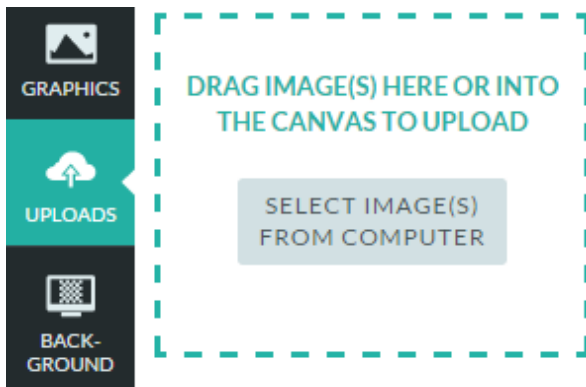 GRAPHICS
UPLOADS
BACK-
GROUND
DRAG IMAGE(S) HERE OR INTO
THE CANVAS TO UPLOAD
SELECT IMAGE(S)
FROM COMPUTER